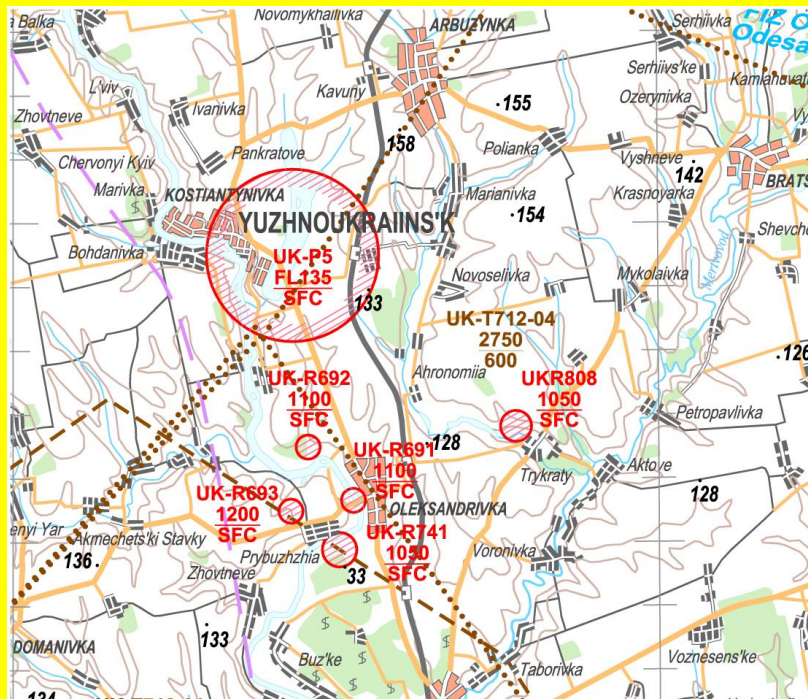 a Balka
Novomykhailivka
ARBUZYNKA
Serhiivka
FIZ
Odesa
L'viv
Kavuny
Serhiivs'ke
Ivanivka
155
Ozerynivka
Zhovtneve
158
Polianka
Vyshneve
Pankratove
142
Chervonyi Kyiv
BRATS
Marivka
KOSTIANTYNIVKA
Marianivka
Krasnoyarka
154
YUZHNOUKRAIINS'K
Bohdanivka
UK-P5
FL135
SFC
133
Novoselivka
Mykolaivka
UK-T712-04
2750
600
126
UK-R692
1100
SFC
Ahronomiia
UKR808
1050
SFC
Petropavlivka
128
UK-R691
1100
SFC
Trykraty
Aktove
UK-R693
1200
SFC
OLEKSANDRIVKA
128
enyi Yar
Akmechets'ki Stavky
UK-R741
1050
SFC
136
Prybuzhzhia
33
Voronivka
Zhovtneve
133
DOMANIVKA
Buz'ke
Taborivka
Voznesens'ke
134